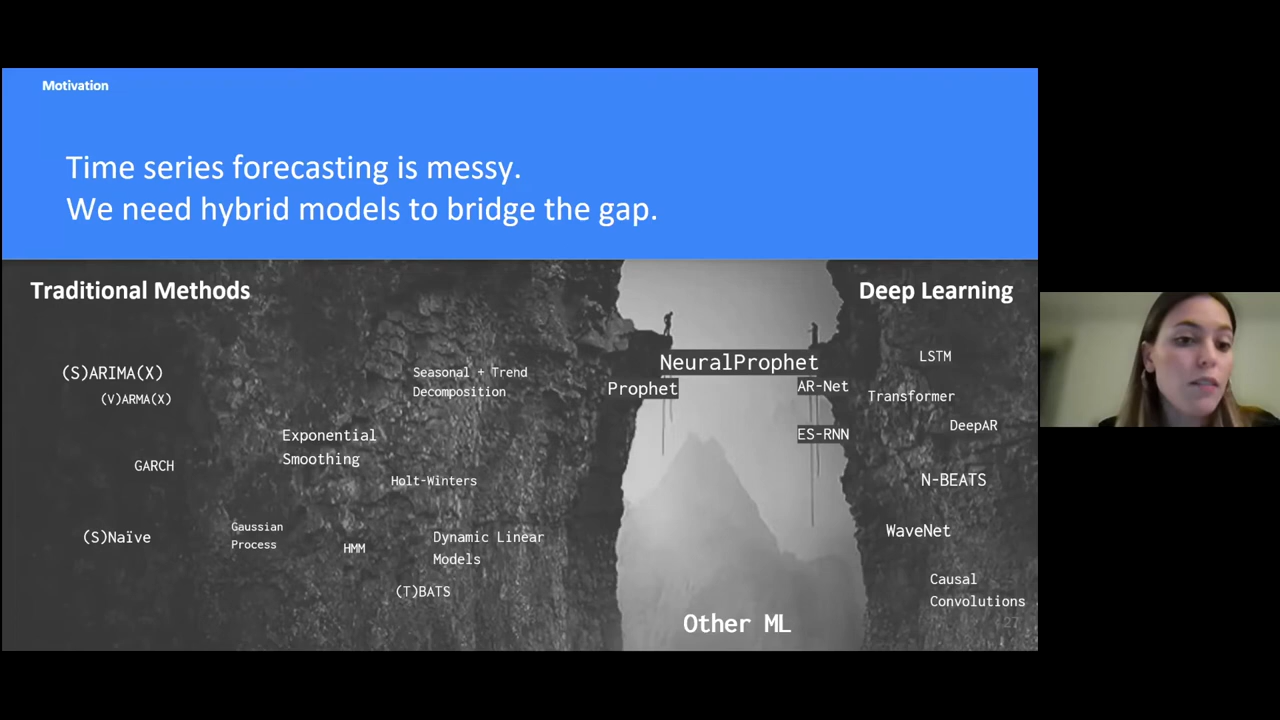 Motivation
Time series forecasting is messy.
We need hybrid models to bridge the gap.
Traditional Methods
(S)ARIMA(X)
(V)ARMA(X)
GARCH
(S)Naïve
Exponential
Smoothing
Gaussian
Process
HMM
Seasonal + Trend
Decomposition
Holt-Winters
Dynamic Linear
Models
(T)BATS
NeuralProphet
Prophet
AR-Net
ES-RNN
Other ML
Deep Learning
LSTM
Transformer
DeepAR
N-BEATS
WaveNet
Causal
Convolutions
27